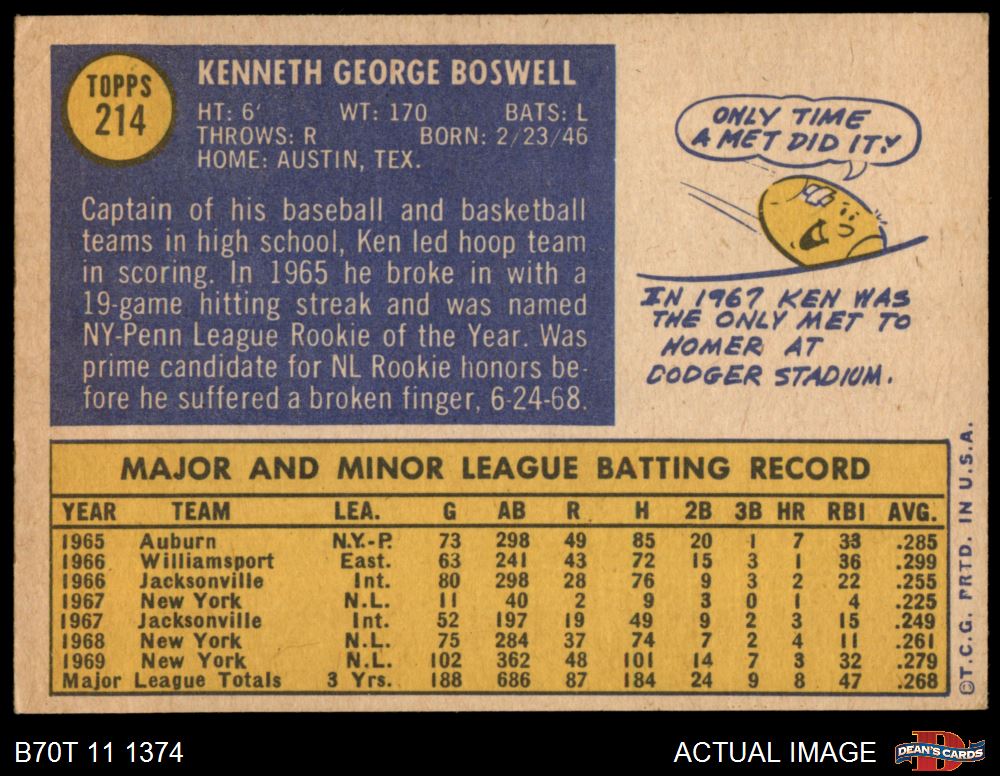 TOPPS
214
KENNETH GEORGE BOSWELL
HT: 6' WT: 170 BATS: L
THROWS: R BORN: 2/23/46
HOME: AUSTIN, TEX.
Captain of his baseball and basketball
teams in high school, Ken led hoop team
in scoring. In 1965 he broke in with a
19-game hitting streak and was named
NY-Penn League Rookie of the Year. Was
prime candidate for NL Rookie honors be-
fore he suffered a broken finger, 6-24-68.
ONLY TIME
A MET DID IT!
IN 1967 KEN WAS
THE ONLY MET TO
HOMER AT
DODGER STADIUM.
MAJOR AND MINOR LEAGUE BATTING RECORD
YEAR TEAM LEA. G AB R H 2B 3B HR RBI AVG.
1965 Auburn N.Y.-P. 73 298 49 85 20 1 7 33 .285
1966 Williamsport East. 63 241 43 72 15 3 1 36 .299
1966 Jacksonville Int. 80 298 28 76 9 3 2 22 .255
1967 New York N.L. 11 40 2 9 3 0 1 4 .225
1967 Jacksonville Int. 52 197 19 49 9 2 3 15 .249
1968 New York N.L. 75 284 37 74 7 2 4 11 .261
1969 New York N.L. 102 362 48 101 14 7 3 32 .279
Major League Totals 3 Yrs. 188 686 87 184 24 9 8 47 .268
©T.C.G. PRTD. IN U.S.A.
B70T 11 1374
ACTUAL IMAGE
D
DEAN'S CARDS